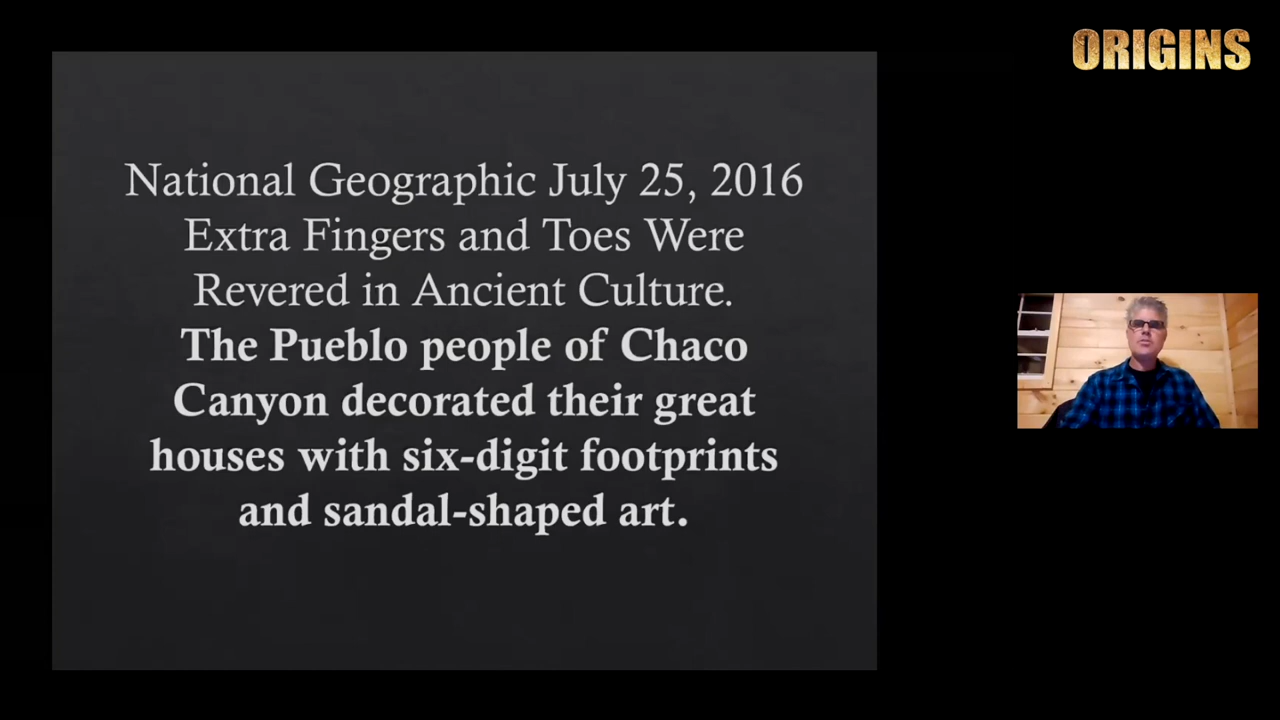 ORIGINS
National Geographic July 25, 2016
Extra Fingers and Toes Were
Revered in Ancient Culture.
The Pueblo people of Chaco
Canyon decorated their great
houses with six-digit footprints
and sandal-shaped art.